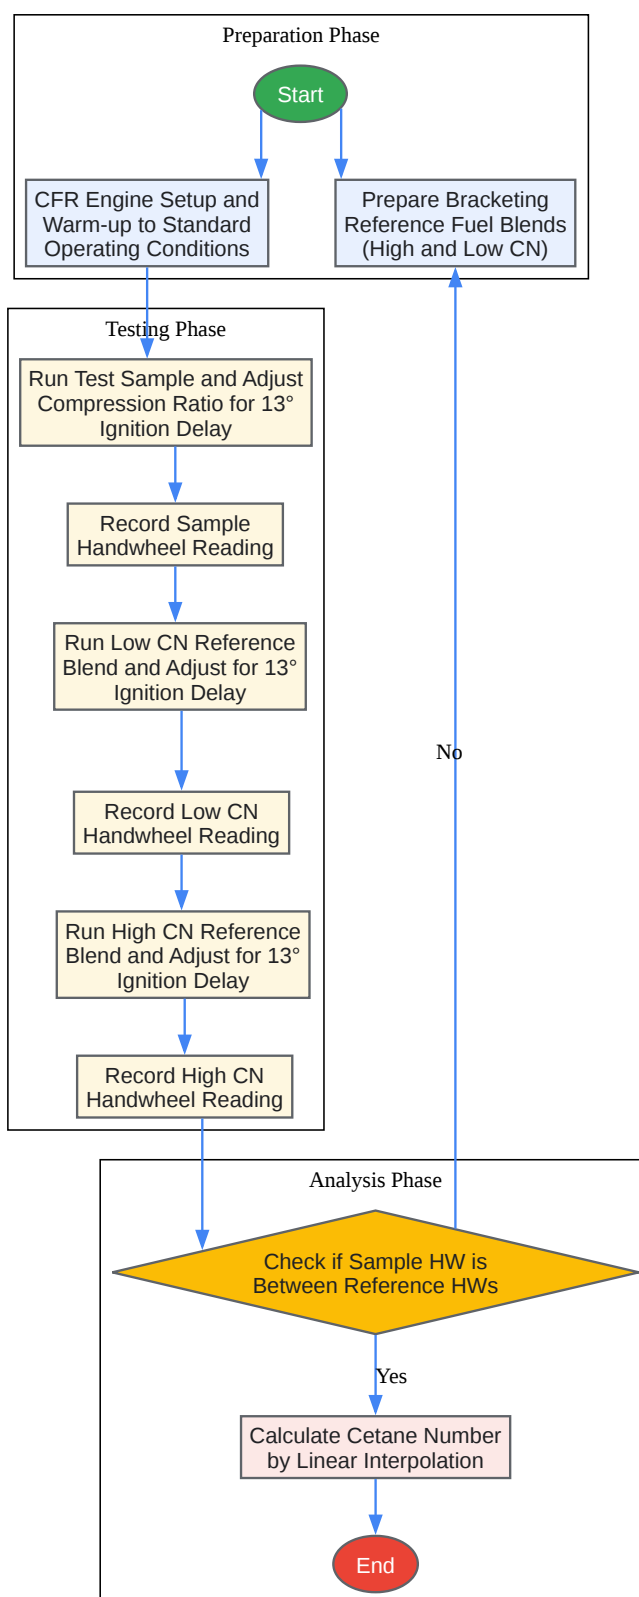 Preparation Phase
Start
CFR Engine Setup and
Warm-up to Standard
Operating Conditions
Prepare Bracketing
Reference Fuel Blends
(High and Low CN)
Testing Phase
Run Test Sample and Adjust
Compression Ratio for 13°
Ignition Delay
Record Sample
Handwheel Reading
Run Low CN Reference
Blend and Adjust for 13°
Ignition Delay
No
Record Low CN
Handwheel Reading
Run High CN Reference
Blend and Adjust for 13°
Ignition Delay
Record High CN
Handwheel Reading
Analysis Phase
Check if Sample HW is
Between Reference HWs
Yes
Calculate Cetane Number
by Linear Interpolation
End